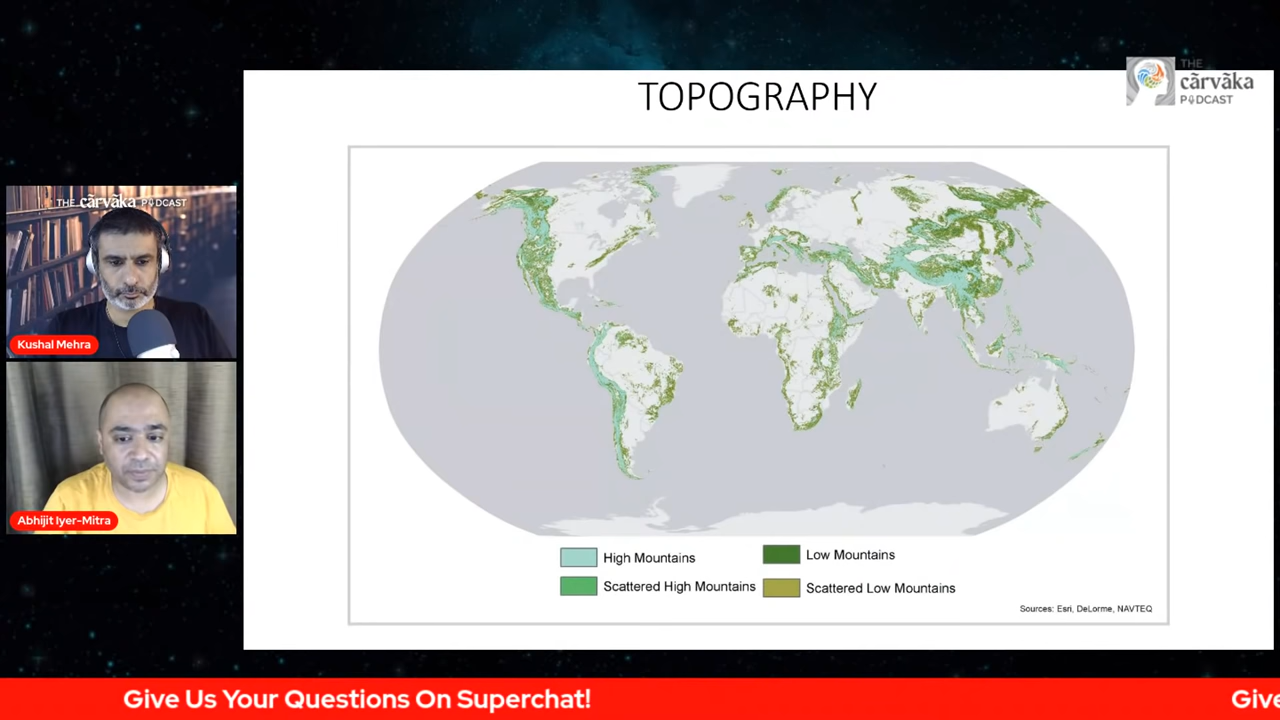 TOPOGRAPHY
THE
cārvāka
PODCAST
THE cārvāka PODCAST
Kushal Mehra
Abhijit Iyer-Mitra
High Mountains
Low Mountains
Scattered High Mountains
Scattered Low Mountains
Sources: Esri, DeLorme, NAVTEQ
Give Us Your Questions On Superchat!
Give